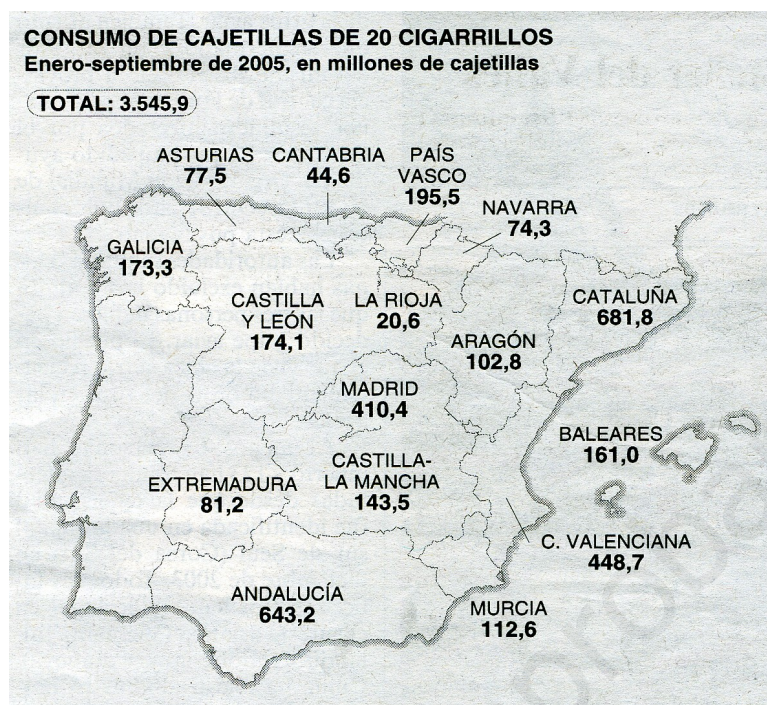 CONSUMO DE CAJETILLAS DE 20 CIGARRILLOS
Enero-septiembre de 2005, en millones de cajetillas
TOTAL: 3.545,9
ASTURIAS
77,5
CANTABRIA
44,6
PAÍS
VASCO
195,5
NAVARRA
74,3
GALICIA
173,3
CASTILLA
Y LEÓN
174,1
LA RIOJA
20,6
CATALUÑA
681,8
ARAGÓN
102,8
MADRID
410,4
BALEARES
161,0
CASTILLA-
LA MANCHA
143,5
EXTREMADURA
81,2
C. VALENCIANA
448,7
ANDALUCÍA
643,2
MURCIA
112,6